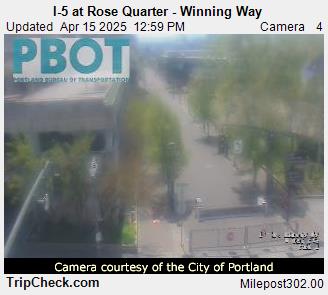 I-5 at Rose Quarter - Winning Way
Updated Apr 15 2025 12:59 PM Camera 4
PBOT
PORTLAND BUREAU OF TRANSPORTATION
Camera courtesy of the City of Portland
TripCheck.com Milepost302.00